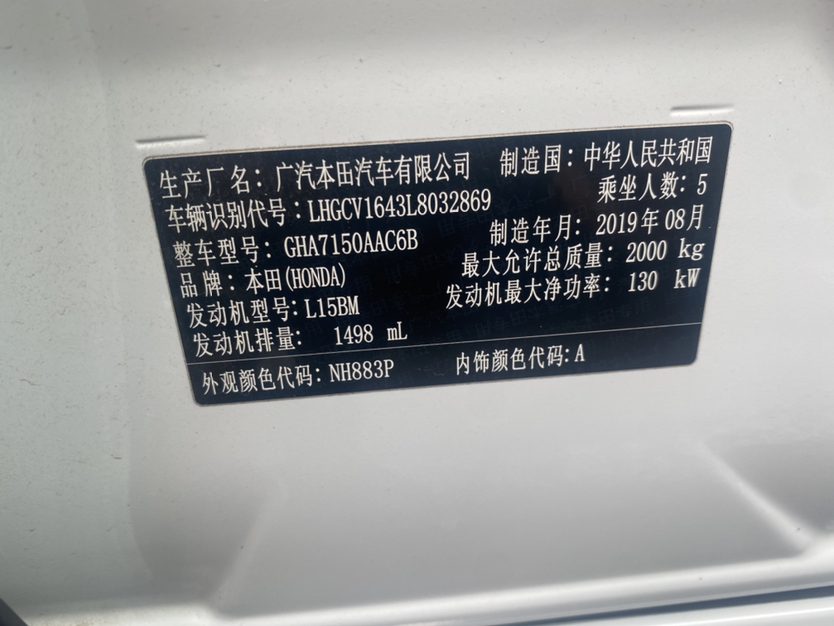 生产厂名：广汽本田汽车有限公司 制造国：中华人民共和国
车辆识别代号：LHGCV1643L8032869 乘坐人数：5
整车型号：GHA7150AAC6B 制造年月：2019年08月
品牌：本田(HONDA) 最大允许总质量：2000 kg
发动机型号：L15BM 发动机最大净功率：130 kW
发动机排量：1498 mL
外观颜色代码：NH883P 内饰颜色代码：A